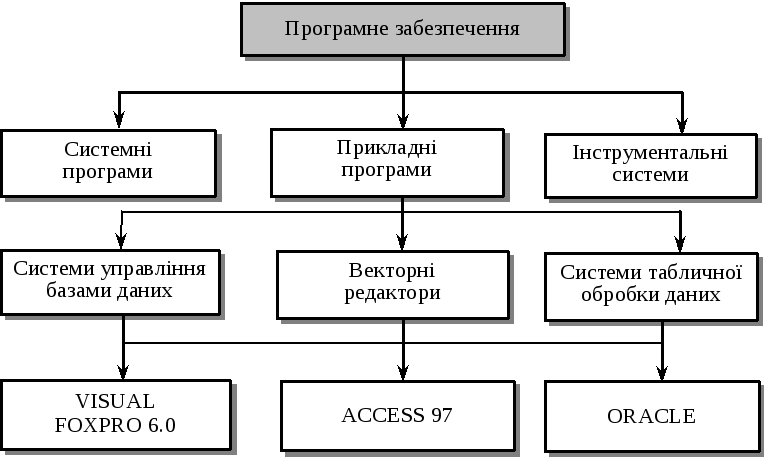 Програмне забезпечення
Системні
програми
Прикладні
програми
Інструментальні
системи
Системи управління
базами даних
Векторні
редактори
Системи табличної
обробки даних
VISUAL
FOXPRO 6.0
ACCESS 97
ORACLE